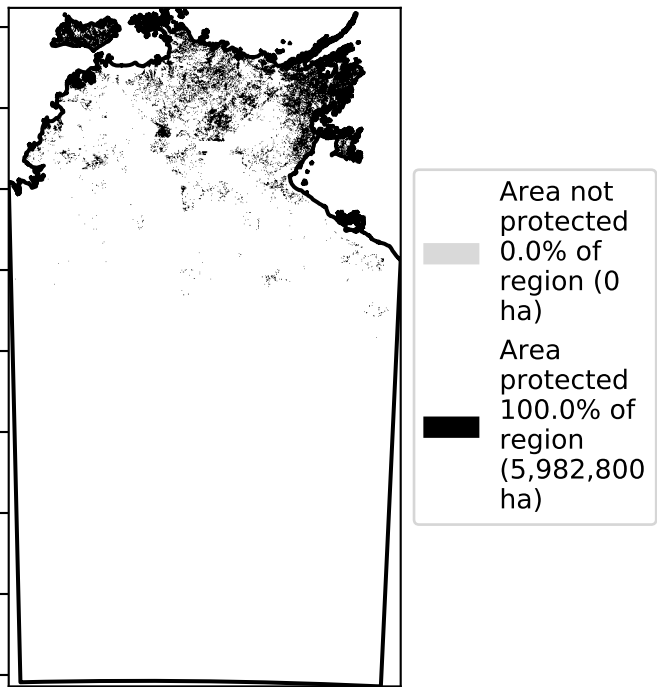 Area not
protected
0.0% of
region (0
ha)
Area
protected
100.0% of
region
(5,982,800
ha)